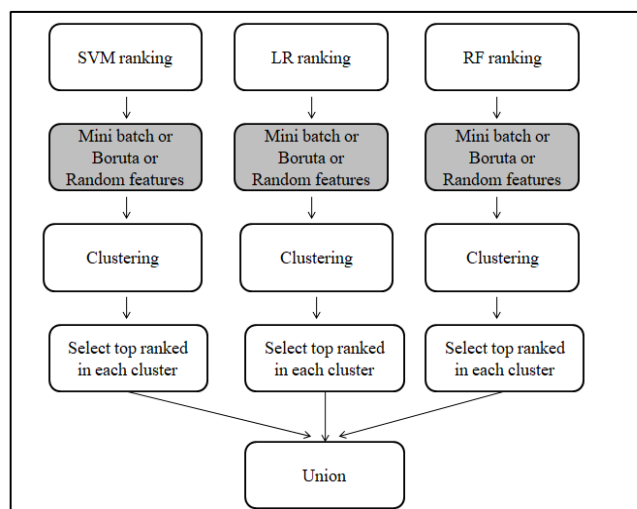 SVM ranking
LR ranking
RF ranking
Mini batch or
Boruta or
Random features
Mini batch or
Boruta or
Random features
Mini batch or
Boruta or
Random features
Clustering
Clustering
Clustering
Select top ranked
in each cluster
Select top ranked
in each cluster
Select top ranked
in each cluster
Union